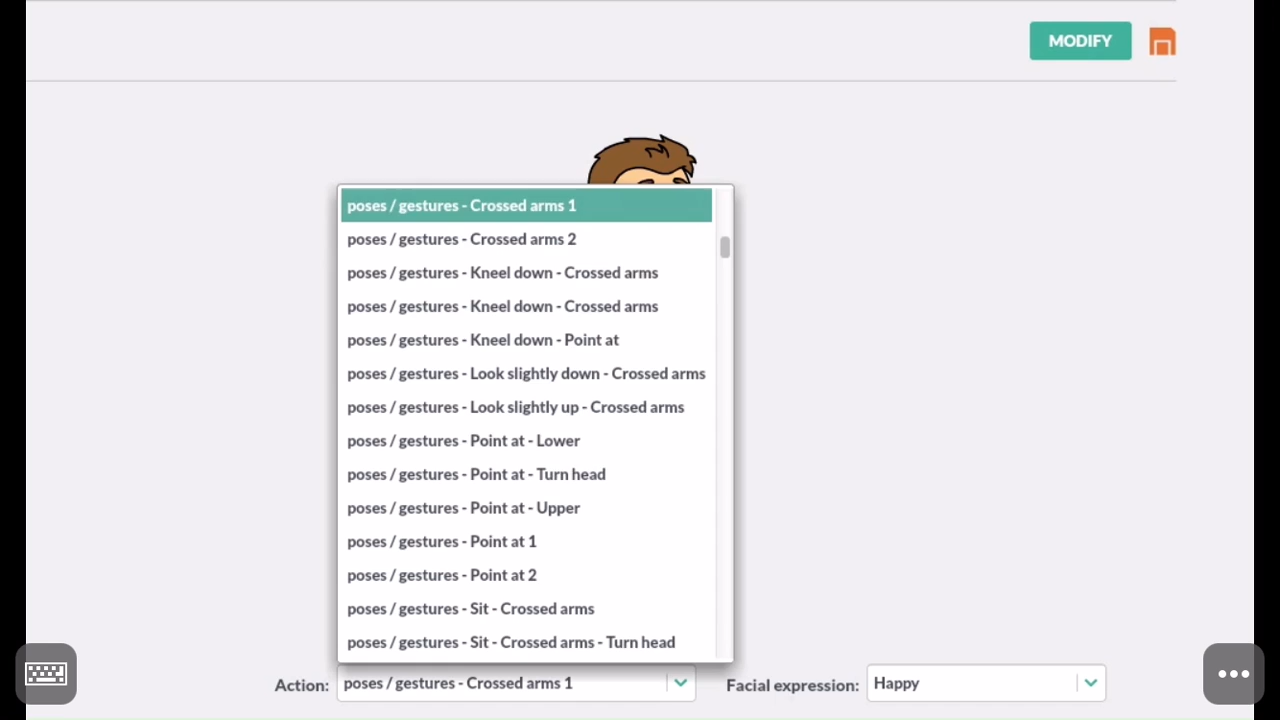 MODIFY
poses / gestures - Crossed arms 1
poses / gestures - Crossed arms 2
poses / gestures - Kneel down - Crossed arms
poses / gestures - Kneel down - Crossed arms
poses / gestures - Kneel down - Point at
poses / gestures - Look slightly down - Crossed arms
poses / gestures - Look slightly up - Crossed arms
poses / gestures - Point at - Lower
poses / gestures - Point at - Turn head
poses / gestures - Point at - Upper
poses / gestures - Point at 1
poses / gestures - Point at 2
poses / gestures - Sit - Crossed arms
poses / gestures - Sit - Crossed arms - Turn head
Action: poses / gestures - Crossed arms 1 Facial expression: Happy